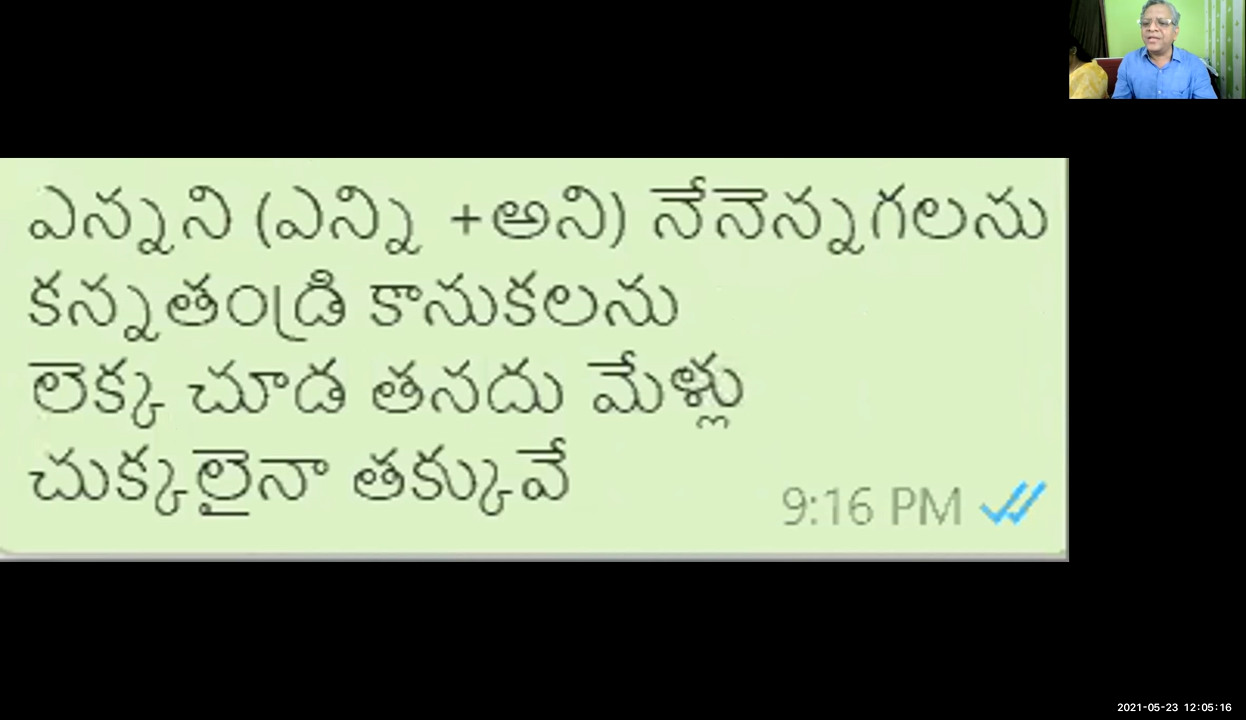 ఎన్నని (ఎన్ని +అని) నేనెన్నగలను
కన్నతండ్రి కానుకలను
లెక్క చూడ తనదు మేళ్లు
చుక్కలైనా తక్కువే
9:16 PM
2021-05-23 12:05:16